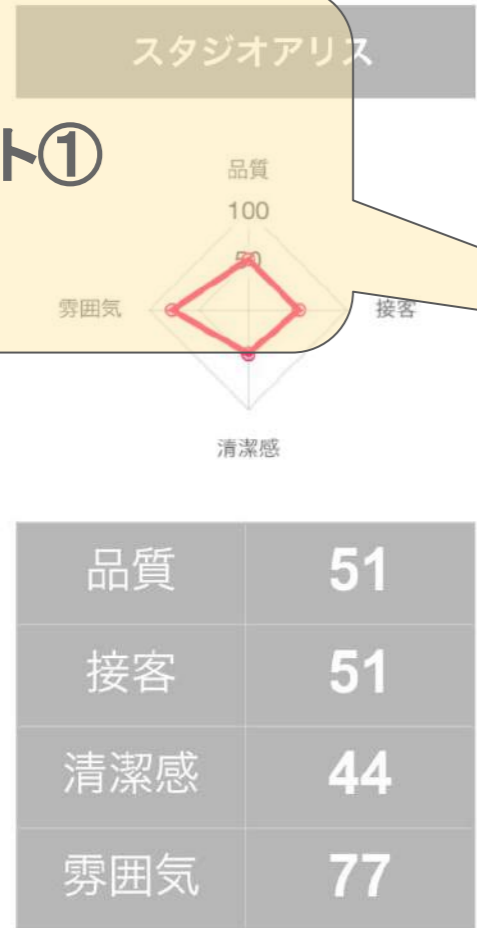 スタジオアリス
ト①
品質
100
50
雰囲気
接客
清潔感
品質 51
接客 51
清潔感 44
雰囲気 77